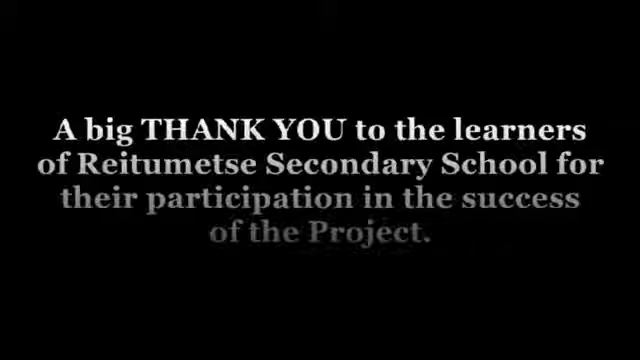 A big THANK YOU to the learners
of Reitumetse Secondary School for
their participation in the success
of the Project.